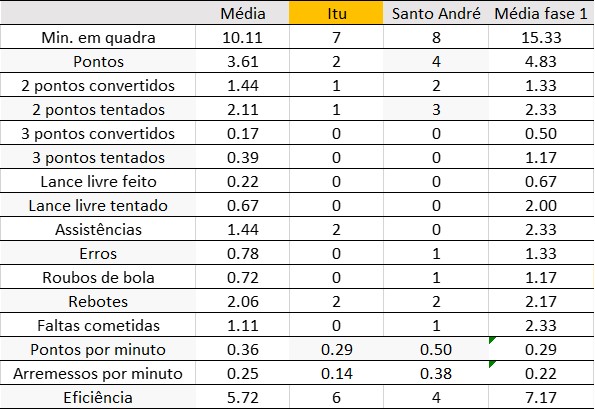 Média Itu Santo André Média fase 1
Min. em quadra 10.11 7 8 15.33
Pontos 3.61 2 4 4.83
2 pontos convertidos 1.44 1 2 1.33
2 pontos tentados 2.11 1 3 2.33
3 pontos convertidos 0.17 0 0 0.50
3 pontos tentados 0.39 0 0 1.17
Lance livre feito 0.22 0 0 0.67
Lance livre tentado 0.67 0 0 2.00
Assistências 1.44 2 0 2.33
Erros 0.78 0 1 1.33
Roubos de bola 0.72 0 1 1.17
Rebotes 2.06 2 2 2.17
Faltas cometidas 1.11 0 1 2.33
Pontos por minuto 0.36 0.29 0.50 0.29
Arremessos por minuto 0.25 0.14 0.38 0.22
Eficiência 5.72 6 4 7.17